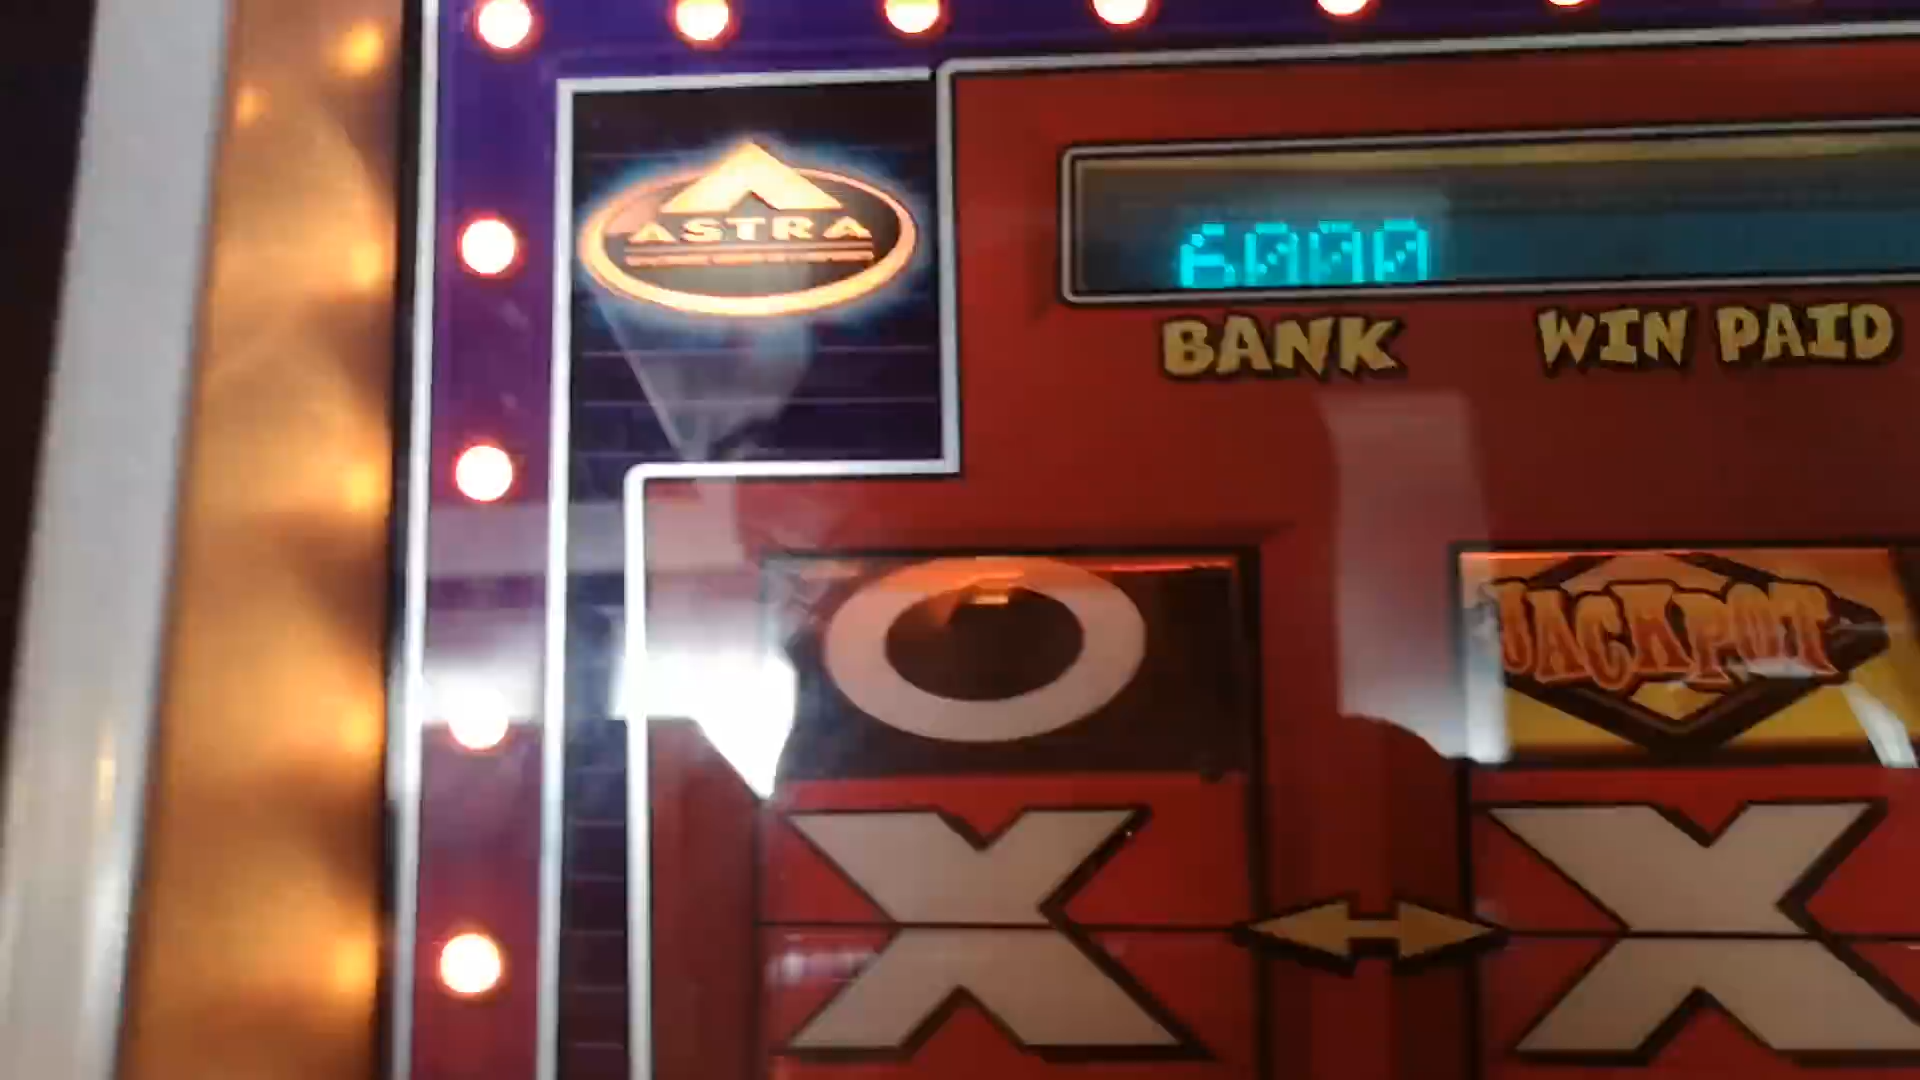 ASTRA
6000
BANK
WIN PAID
O
JACKPOT
X
X